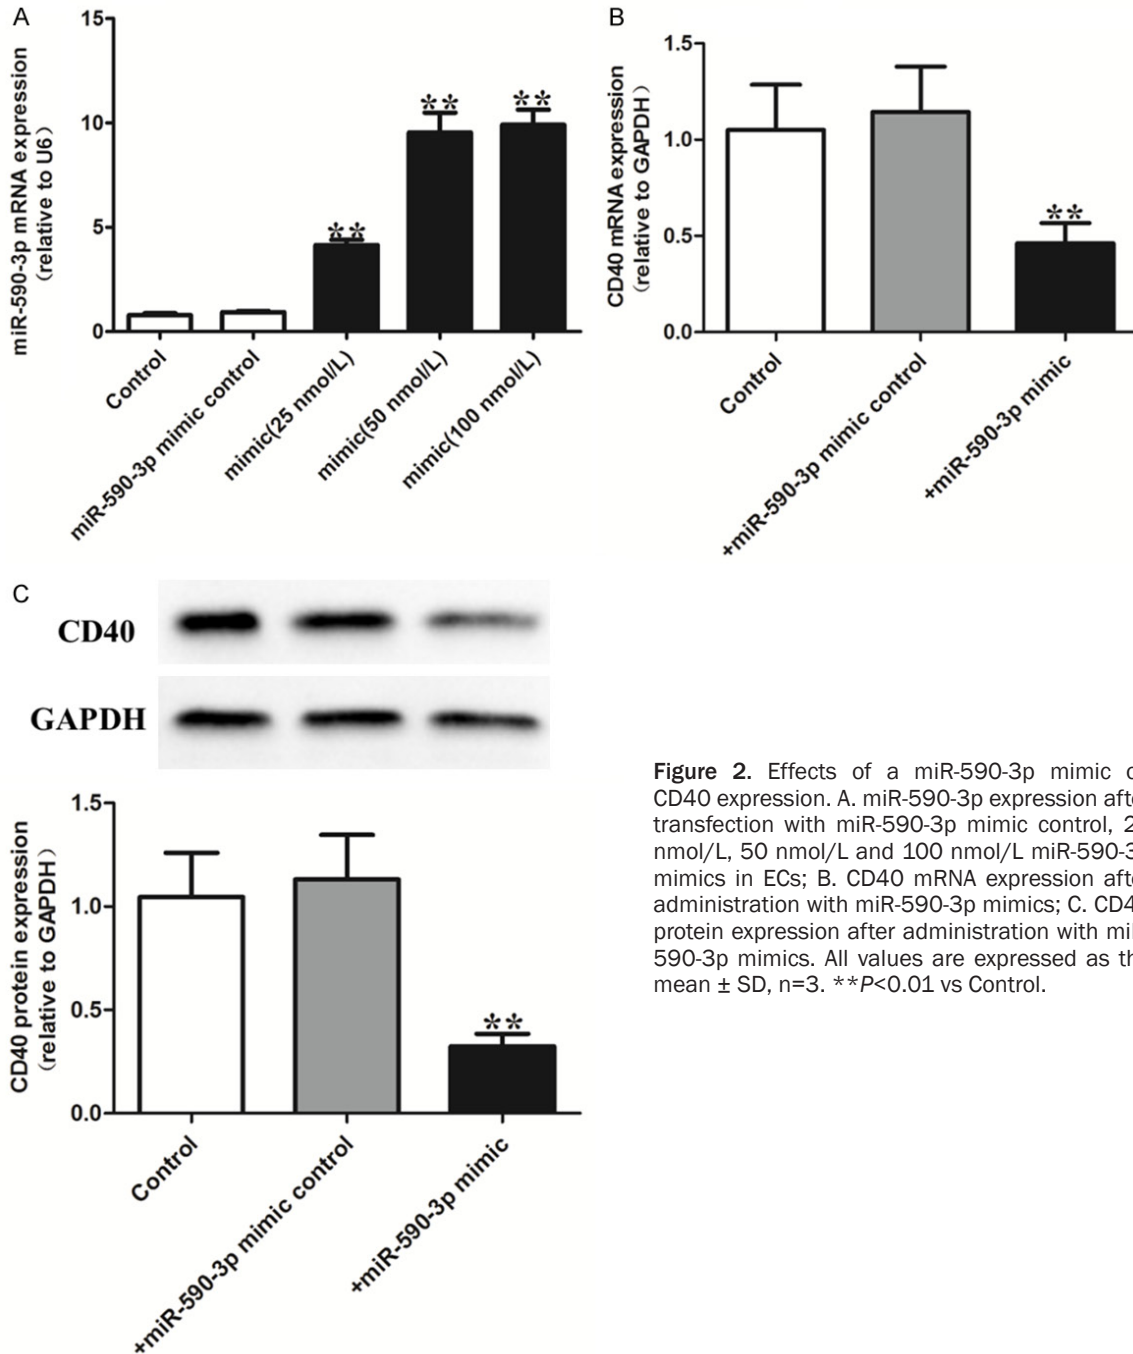 A
miR-590-3p mRNA expression
(relative to U6)
15
10
5
0
**
**
**
Control
miR-590-3p mimic control
mimic(25 nmol/L)
mimic(50 nmol/L)
mimic(100 nmol/L)
B
CD40 mRNA expression
(relative to GAPDH)
1.5
1.0
0.5
0.0
**
Control
+miR-590-3p mimic control
+miR-590-3p mimic
C
CD40
GAPDH
CD40 protein expression
(relative to GAPDH)
1.5
1.0
0.5
0.0
**
Control
+miR-590-3p mimic control
+miR-590-3p mimic
Figure 2. Effects of a miR-590-3p mimic o
CD40 expression. A. miR-590-3p expression afte
transfection with miR-590-3p mimic control, 2
nmol/L, 50 nmol/L and 100 nmol/L miR-590-3
mimics in ECs; B. CD40 mRNA expression afte
administration with miR-590-3p mimics; C. CD4
protein expression after administration with mi
590-3p mimics. All values are expressed as th
mean ± SD, n=3. **P<0.01 vs Control.